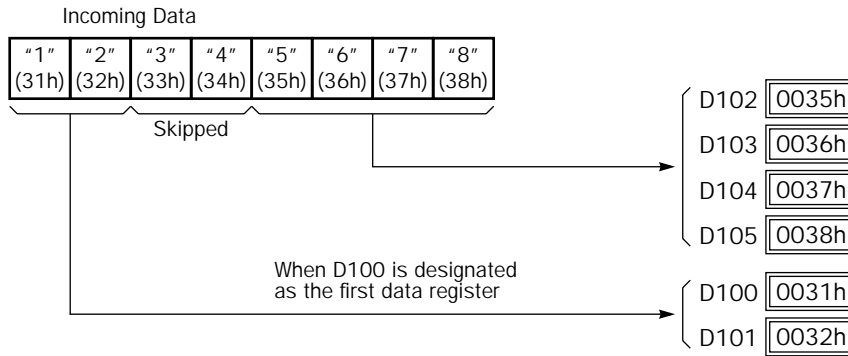 Incoming Data
“1” “2” “3” “4” “5” “6” “7” “8”
(31h) (32h) (33h) (34h) (35h) (36h) (37h) (38h)
Skipped
D102 0035h
D103 0036h
D104 0037h
D105 0038h
When D100 is designated
as the first data register
D100 0031h
D101 0032h